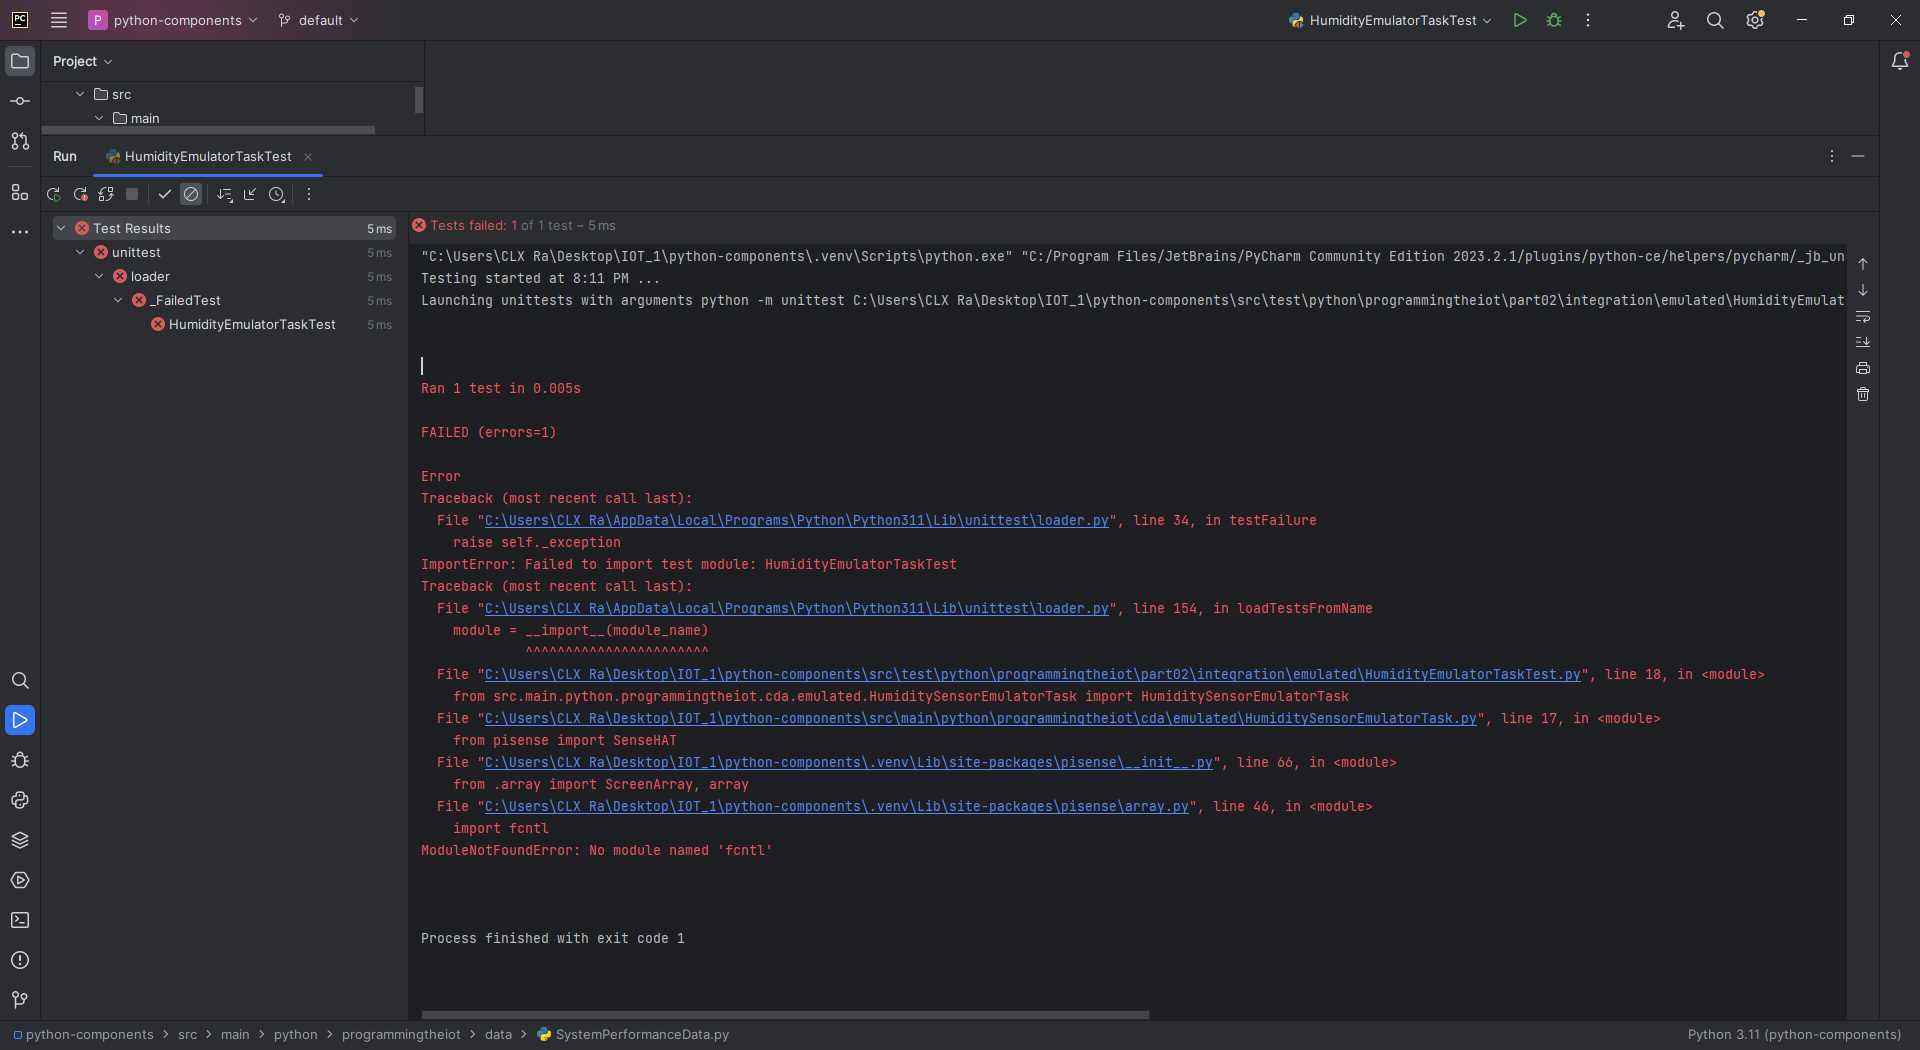 PC
P python-components default
HumidityEmulatorTaskTest
Project
src
main
Run HumidityEmulatorTaskTest
Test Results 5 ms
unittest 5 ms
loader 5 ms
_FailedTest 5 ms
HumidityEmulatorTaskTest 5 ms
Tests failed: 1 of 1 test – 5 ms
"C:\Users\CLX Ra\Desktop\IOT_1\python-components\.venv\Scripts\python.exe" "C:/Program Files/JetBrains/PyCharm Community Edition 2023.2.1/plugins/python-ce/helpers/pycharm/_jb_un
Testing started at 8:11 PM ...
Launching unittests with arguments python -m unittest C:\Users\CLX Ra\Desktop\IOT_1\python-components\src\test\python\programmingtheiot\part02\integration\emulated\HumidityEmulat
Ran 1 test in 0.005s
FAILED (errors=1)
Error
Traceback (most recent call last):
File "C:\Users\CLX Ra\AppData\Local\Programs\Python\Python311\Lib\unittest\loader.py", line 34, in testFailure
raise self._exception
ImportError: Failed to import test module: HumidityEmulatorTaskTest
Traceback (most recent call last):
File "C:\Users\CLX Ra\AppData\Local\Programs\Python\Python311\Lib\unittest\loader.py", line 154, in loadTestsFromName
module = __import__(module_name)
^^^^^^^^^^^^^^^^^^^^^^^
File "C:\Users\CLX Ra\Desktop\IOT_1\python-components\src\test\python\programmingtheiot\part02\integration\emulated\HumidityEmulatorTaskTest.py", line 18, in <module>
from src.main.python.programmingtheiot.cda.emulated.HumiditySensorEmulatorTask import HumiditySensorEmulatorTask
File "C:\Users\CLX Ra\Desktop\IOT_1\python-components\src\main\python\programmingtheiot\cda\emulated\HumiditySensorEmulatorTask.py", line 17, in <module>
from pisense import SenseHAT
File "C:\Users\CLX Ra\Desktop\IOT_1\python-components\.venv\Lib\site-packages\pisense\__init__.py", line 66, in <module>
from .array import ScreenArray, array
File "C:\Users\CLX Ra\Desktop\IOT_1\python-components\.venv\Lib\site-packages\pisense\array.py", line 46, in <module>
import fcntl
ModuleNotFoundError: No module named 'fcntl'
Process finished with exit code 1
python-components > src > main > python > programmingtheiot > data > SystemPerformanceData.py
Python 3.11 (python-components)